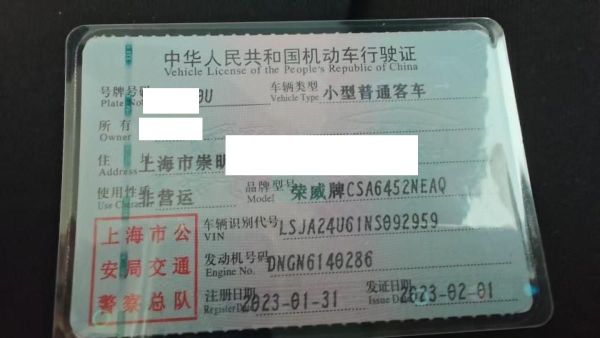 中华人民共和国机动车行驶证
Vehicle License of the People's Republic of China
号牌号码 9U 车辆类型 小型普通客车
Plate No. Vehicle Type
所有
Owner
住 上海市崇明
Address
使用性质 非营运 品牌型号 荣威牌CSA6452NEAQ
Use Character Model
上海市公安局交通警察总队
车辆识别代号 LSJA24U61NS092959
VIN
发动机号码 DNGN6140286
Engine No.
注册日期 2023-01-31 发证日期 2023-02-01
Register Date Issue Date